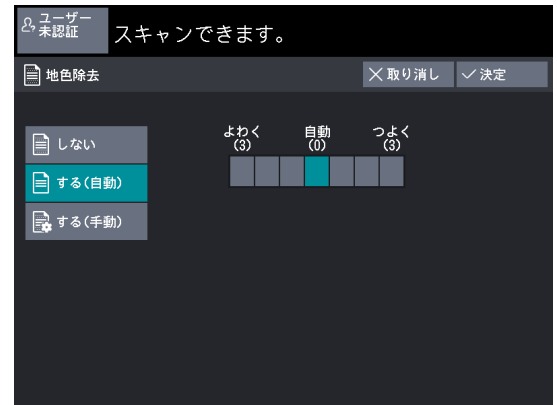 ユーザー
未認証
スキャンできます。
地色除去
取り消し
決定
しない
よわく
(3)
自動
(0)
つよく
(3)
する(自動)
する(手動)